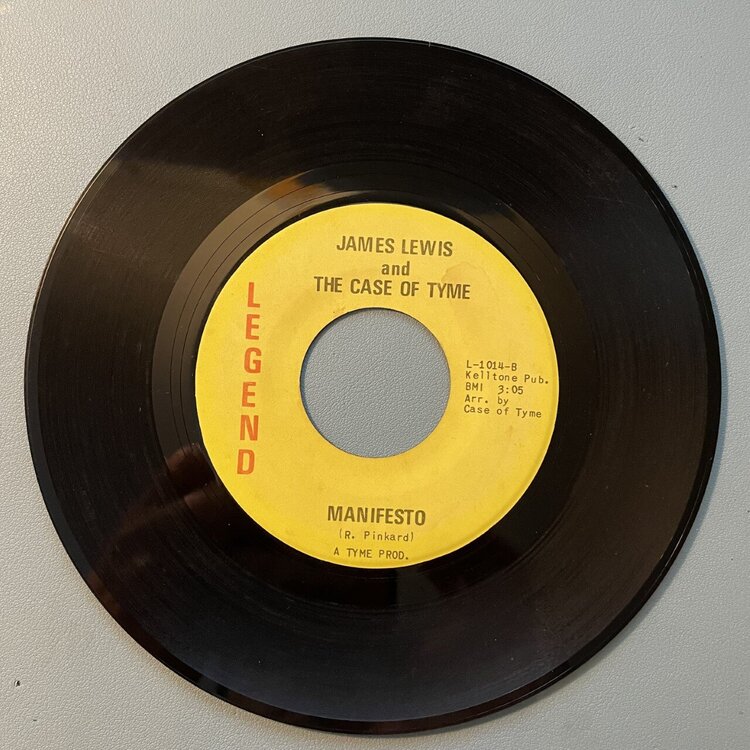 JAMES LEWIS
and
THE CASE OF TYME
LEGEND
L-1014-B
Kelltone Pub.
BMI 3:05
Arr. by
Case of Tyme
MANIFESTO
(R. Pinkard)
A TYME PROD.